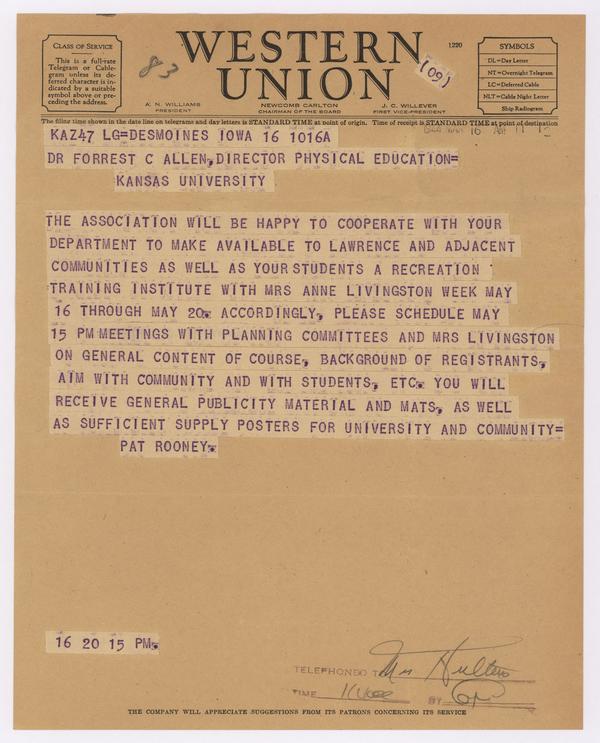 CLASS OF SERVICE
This is a full-rate
Telegram or Cable-
gram unless its de-
ferred character is in-
dicated by a suitable
symbol above or pre-
ceding the address.
83
WESTERN
UNION
1220
(09)
A. N. WILLIAMS
PRESIDENT
NEWCOMB CARLTON
CHAIRMAN OF THE BOARD
J. C. WILLEVER
FIRST VICE-PRESIDENT
SYMBOLS
DL=Day Letter
NT=Overnight Telegram
LC=Deferred Cable
NLT=Cable Night Letter
Ship Radiogram
The filing time shown in the date line on telegrams and day letters is STANDARD TIME at point of origin. Time of receipt is STANDARD TIME at point of destination
KAZ47 LG=DESMOINES IOWA 16 1016A
DR FORREST C ALLEN, DIRECTOR PHYSICAL EDUCATION=
KANSAS UNIVERSITY
THE ASSOCIATION WILL BE HAPPY TO COOPERATE WITH YOUR
DEPARTMENT TO MAKE AVAILABLE TO LAWRENCE AND ADJACENT
COMMUNITIES AS WELL AS YOUR STUDENTS A RECREATION
TRAINING INSTITUTE WITH MRS ANNE LIVINGSTON WEEK MAY
16 THROUGH MAY 20. ACCORDINGLY, PLEASE SCHEDULE MAY
15 PM MEETINGS WITH PLANNING COMMITTEES AND MRS LIVINGSTON
ON GENERAL CONTENT OF COURSE, BACKGROUND OF REGISTRANTS,
AIM WITH COMMUNITY AND WITH STUDENTS, ETC. YOU WILL
RECEIVE GENERAL PUBLICITY MATERIAL AND MATS, AS WELL
AS SUFFICIENT SUPPLY POSTERS FOR UNIVERSITY AND COMMUNITY=
PAT ROONEY.
16 20 15 PM.
TELEPHONED TO Mrs
TIME BY
THE COMPANY WILL APPRECIATE SUGGESTIONS FROM ITS PATRONS CONCERNING ITS SERVICE